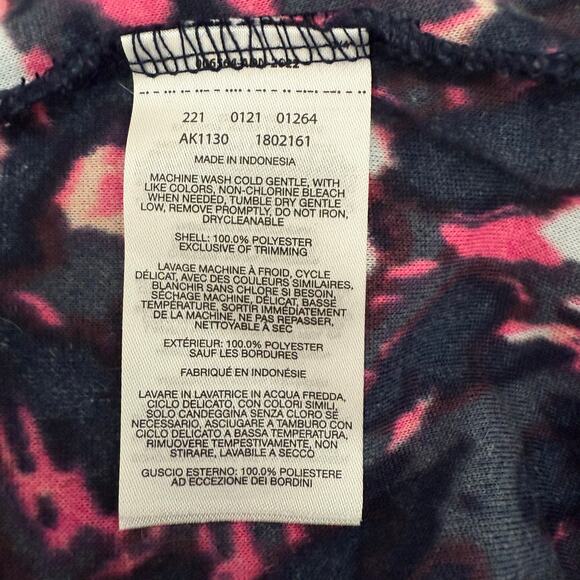 221 0121 01264
AK1130 1802161
MADE IN INDONESIA
MACHINE WASH COLD GENTLE, WITH
LIKE COLORS, NON-CHLORINE BLEACH
WHEN NEEDED, TUMBLE DRY GENTLE
LOW, REMOVE PROMPTLY, DO NOT IRON,
DRYCLEANABLE
SHELL: 100.0% POLYESTER
EXCLUSIVE OF TRIMMING
LAVAGE MACHINE À FROID, CYCLE
DÉLICAT, AVEC DES COULEURS SIMILAIRES,
BLANCHIR SANS CHLORE SI BESOIN,
SÉCHAGE MACHINE, DÉLICAT, BASSE
TEMPÉRATURE, SORTIR IMMÉDIATEMENT
DE LA MACHINE, NE PAS REPASSER,
NETTOYABLE À SEC
EXTÉRIEUR: 100.0% POLYESTER
SAUF LES BORDURES
FABRIQUÉ EN INDONÉSIE
LAVARE IN LAVATRICE IN ACQUA FREDDA,
CICLO DELICATO, CON COLORI SIMILI,
SOLO CANDEGGINA SENZA CLORO SÉ
NECESSARIO, ASCIUGARE A TAMBURO CON
CICLO DELICATO A BASSA TEMPERATURA,
RIMUOVERE TEMPESTIVAMENTE, NON
STIRARE, LAVABILE A SECCO
GUSCIO ESTERNO: 100.0% POLIESTERE
AD ECCEZIONE DEI BORDINI